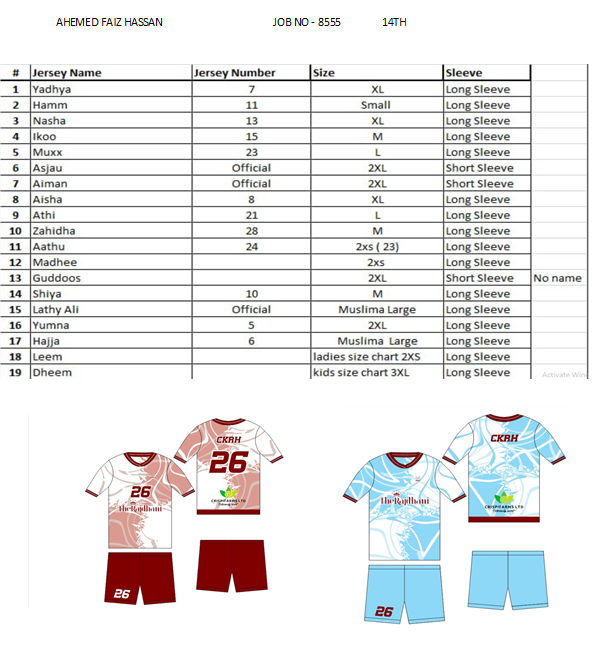 AHEMED FAIZ HASSAN JOB NO - 8555 14TH
# Jersey Name Jersey Number Size Sleeve
1 Yadhya 7 XL Long Sleeve
2 Hamm 11 Small Long Sleeve
3 Nasha 13 XL Long Sleeve
4 Ikoo 15 M Long Sleeve
5 Muxx 23 L Long Sleeve
6 Asjau Official 2XL Short Sleeve
7 Aiman Official 2XL Short Sleeve
8 Aisha 8 XL Long Sleeve
9 Athi 21 L Long Sleeve
10 Zahidha 28 M Long Sleeve
11 Aathu 24 2xs ( 23) Long Sleeve
12 Madhee 2xs Long Sleeve
13 Guddoos 2XL Short Sleeve No name
14 Shiya 10 M Long Sleeve
15 Lathy Ali Official Muslima Large Long Sleeve
16 Yumna 5 2XL Long Sleeve
17 Hajja 6 Muslima Large Long Sleeve
18 Leem ladies size chart 2XS Long Sleeve
19 Dheem kids size chart 3XL Long Sleeve
Activate Win
CKRH
26
CRISPIFARMS LTD
26
TheRajdhani
26
CKRH
CRISPIFARMS LTD
TheRajdhani
26